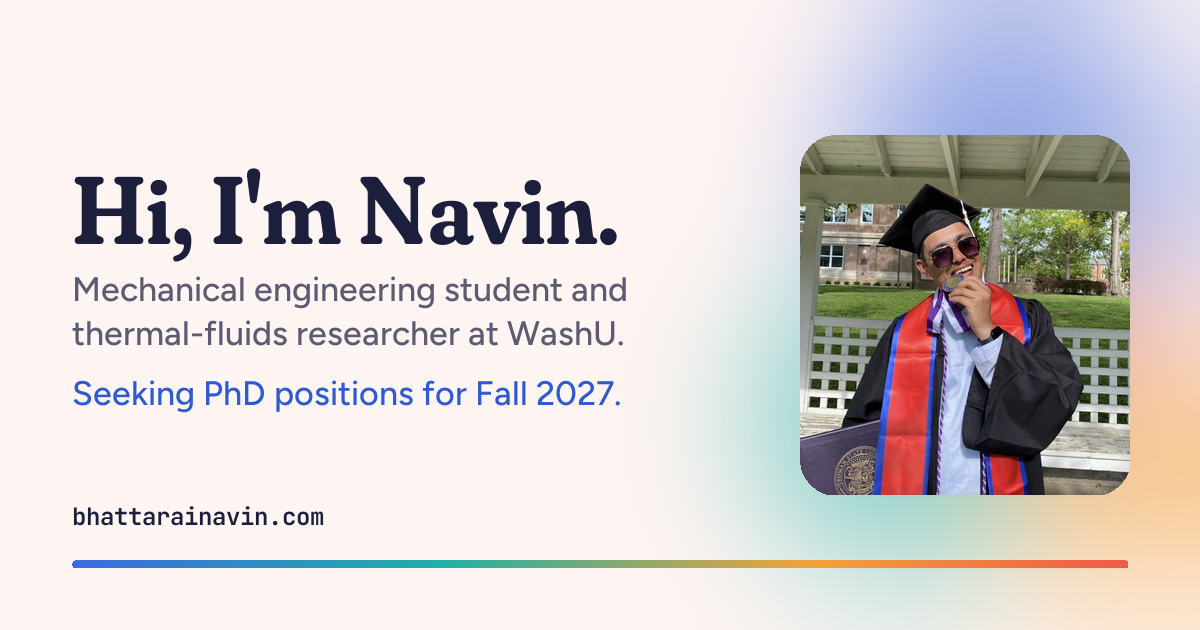 Hi, I'm Navin.
Mechanical engineering student and
thermal-fluids researcher at WashU.
Seeking PhD positions for Fall 2027.
bhattarainavin.com